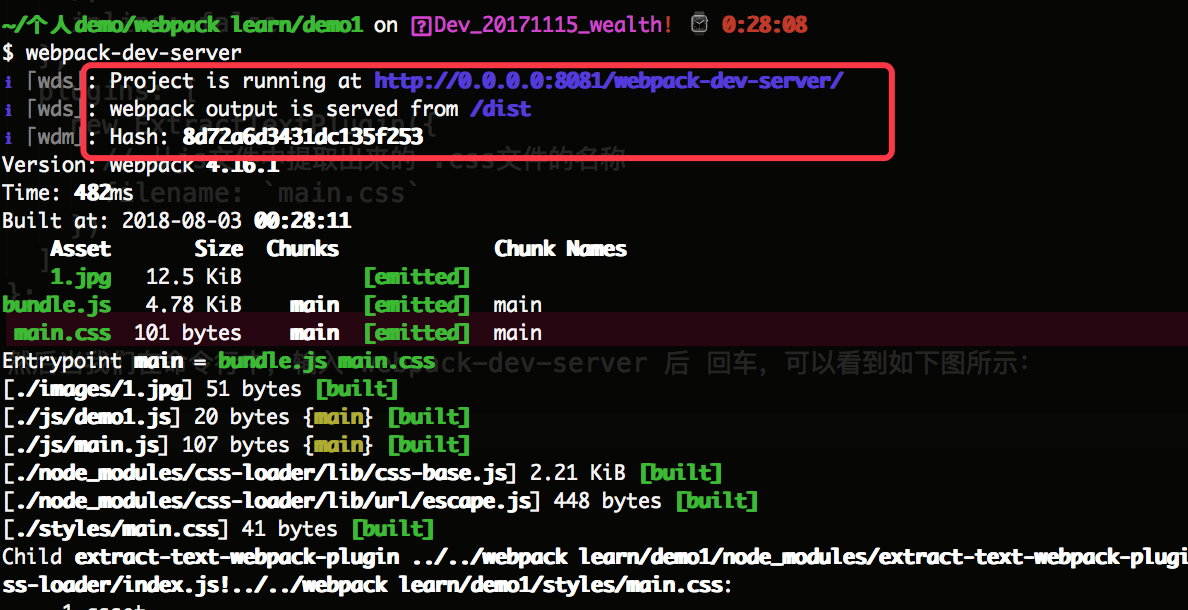 ~/个人demo/webpack learn/demo1 on Dev_20171115_wealth! ⌚ 0:28:08
$ webpack-dev-server
ℹ ｢wds｣: Project is running at http://0.0.0.0:8081/webpack-dev-server/
ℹ ｢wds｣: webpack output is served from /dist
ℹ ｢wdm｣: Hash: 8d72a6d3431dc135f253
Version: webpack 4.16.1
Time: 482ms
Built at: 2018-08-03 00:28:11
Asset Size Chunks Chunk Names
1.jpg 12.5 KiB [emitted]
bundle.js 4.78 KiB main [emitted] main
main.css 101 bytes main [emitted] main
Entrypoint main = bundle.js main.css
[./images/1.jpg] 51 bytes [built]
[./js/demo1.js] 20 bytes {main} [built]
[./js/main.js] 107 bytes {main} [built]
[./node_modules/css-loader/lib/css-base.js] 2.21 KiB [built]
[./node_modules/css-loader/lib/url/escape.js] 448 bytes [built]
[./styles/main.css] 41 bytes [built]
Child extract-text-webpack-plugin ../../webpack learn/demo1/node_modules/extract-text-webpack-plugi
ss-loader/index.js!../../webpack learn/demo1/styles/main.css:
1 asset